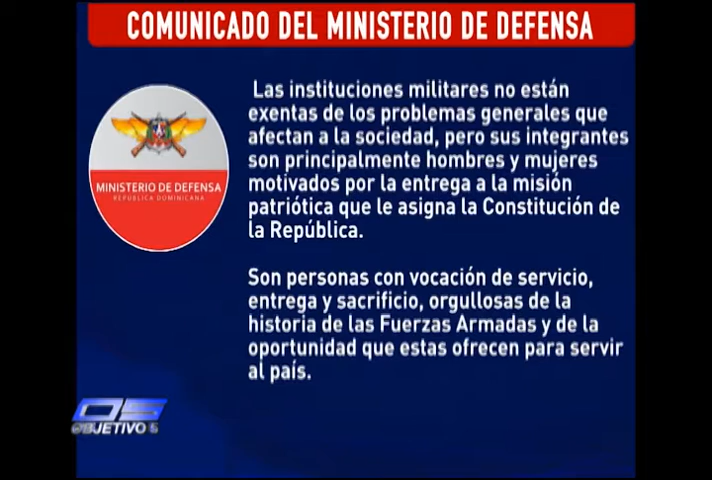 COMUNICADO DEL MINISTERIO DE DEFENSA
Las instituciones militares no están
exentas de los problemas generales que
afectan a la sociedad, pero sus integrantes
son principalmente hombres y mujeres
motivados por la entrega a la misión
patriótica que le asigna la Constitución de
la República.
Son personas con vocación de servicio,
entrega y sacrificio, orgullosas de la
historia de las Fuerzas Armadas y de la
oportunidad que estas ofrecen para servir
al país.
MINISTERIO DE DEFENSA
REPÚBLICA DOMINICANA
O5
OBJETIVO 5